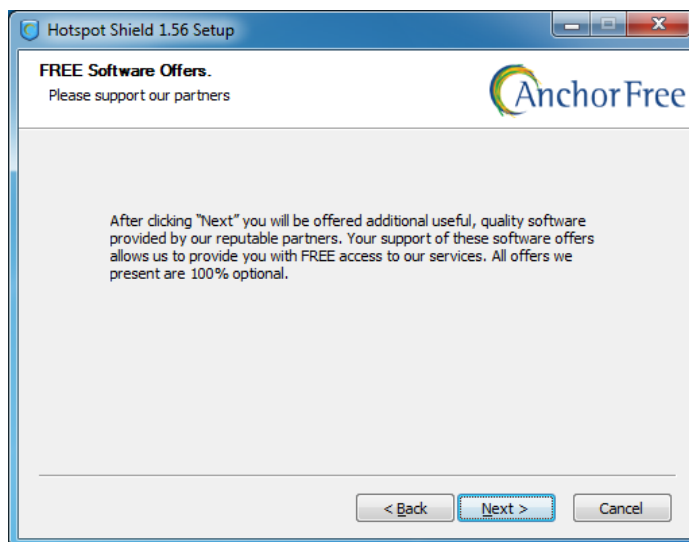 Hotspot Shield 1.56 Setup
FREE Software Offers.
Please support our partners
AnchorFree
After clicking "Next" you will be offered additional useful, quality software
provided by our reputable partners. Your support of these software offers
allows us to provide you with FREE access to our services. All offers we
present are 100% optional.
< Back
Next >
Cancel